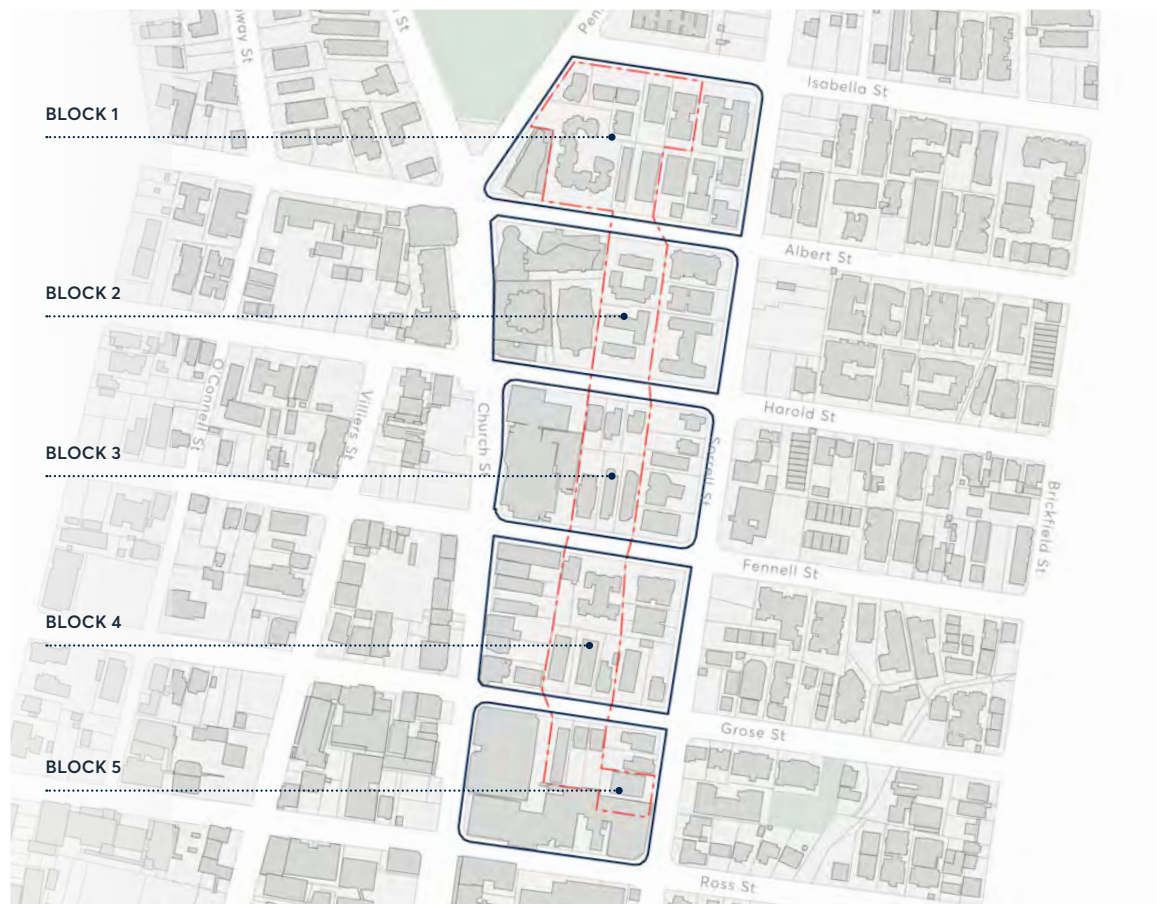 Isabella St
BLOCK 1
Albert St
BLOCK 2
O'Connell St
Villiers St
Church St
Harold St
BLOCK 3
Sorrell St
Brickfield St
Fennell St
BLOCK 4
Grose St
BLOCK 5
Ross St